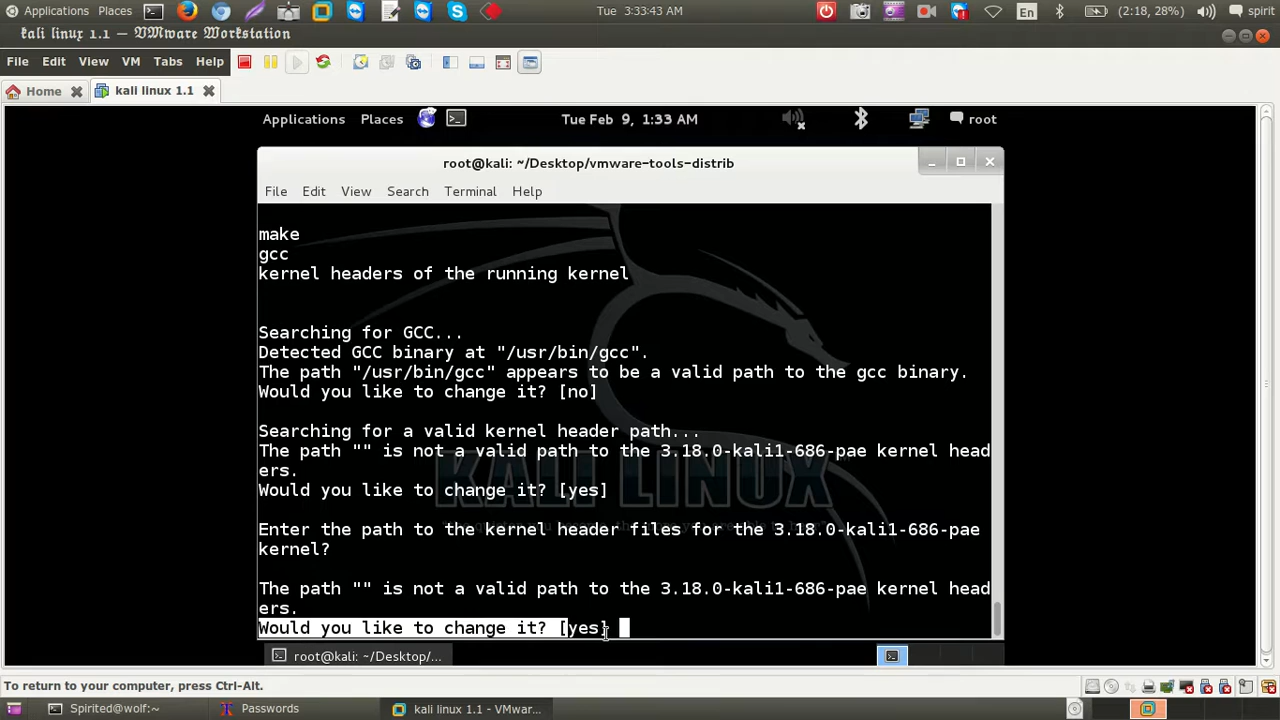 Applications Places
Tue 3:33:43 AM
En
(2:18, 28%)
spirit
kali linux 1.1 — VMware Workstation
File Edit View VM Tabs Help
Home
kali linux 1.1
Applications Places
Tue Feb 9, 1:33 AM
root
root@kali: ~/Desktop/vmware-tools-distrib
File Edit View Search Terminal Help
make
gcc
kernel headers of the running kernel
Searching for GCC...
Detected GCC binary at "/usr/bin/gcc".
The path "/usr/bin/gcc" appears to be a valid path to the gcc binary.
Would you like to change it? [no]
Searching for a valid kernel header path...
The path "" is not a valid path to the 3.18.0-kali1-686-pae kernel head
ers.
Would you like to change it? [yes]
Enter the path to the kernel header files for the 3.18.0-kali1-686-pae
kernel?
The path "" is not a valid path to the 3.18.0-kali1-686-pae kernel head
ers.
Would you like to change it? [yes]
KALI LINUX
root@kali: ~/Desktop/...
To return to your computer, press Ctrl-Alt.
Spirited@wolf:~
Passwords
kali linux 1.1 - VMwar...